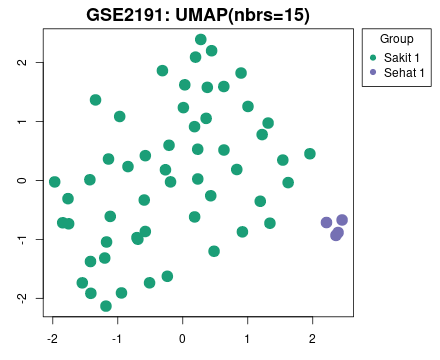 GSE2191: UMAP(nbrs=15)
Group
Sakit 1
Sehat 1
2
1
0
-1
-2
-2
-1
0
1
2